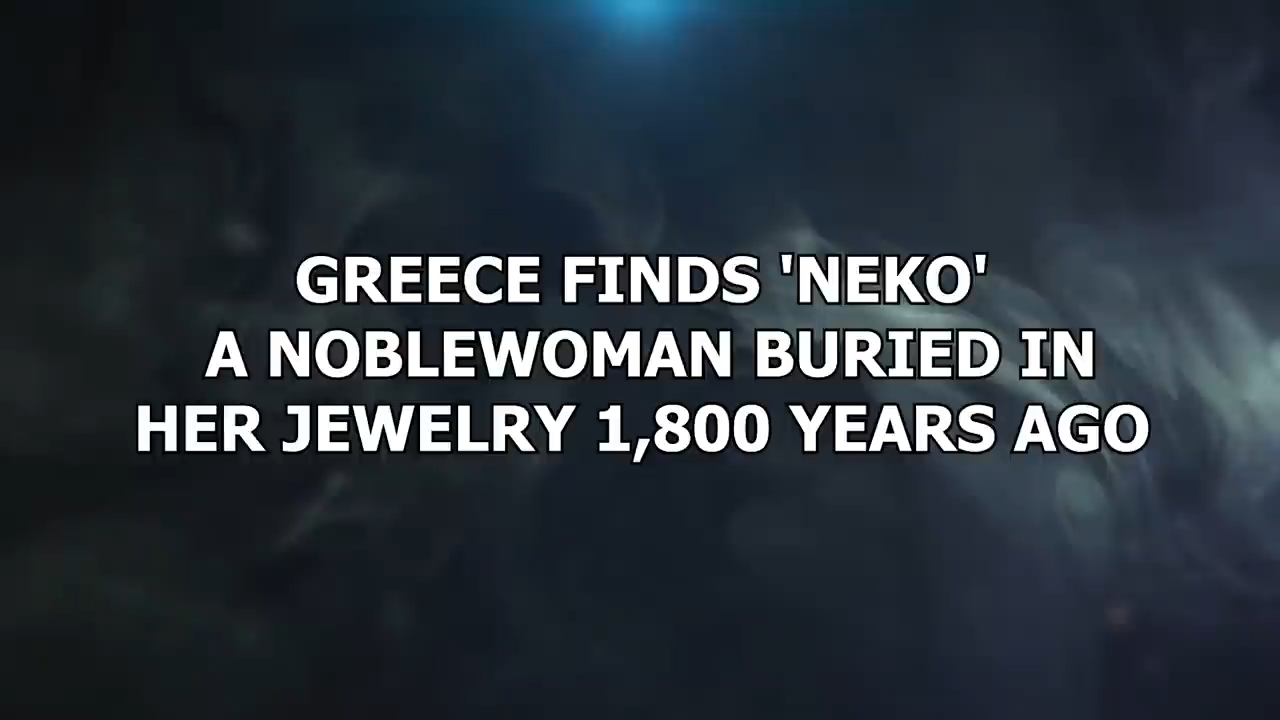 GREECE FINDS 'NEKO'
A NOBLEWOMAN BURIED IN
HER JEWELRY 1,800 YEARS AGO